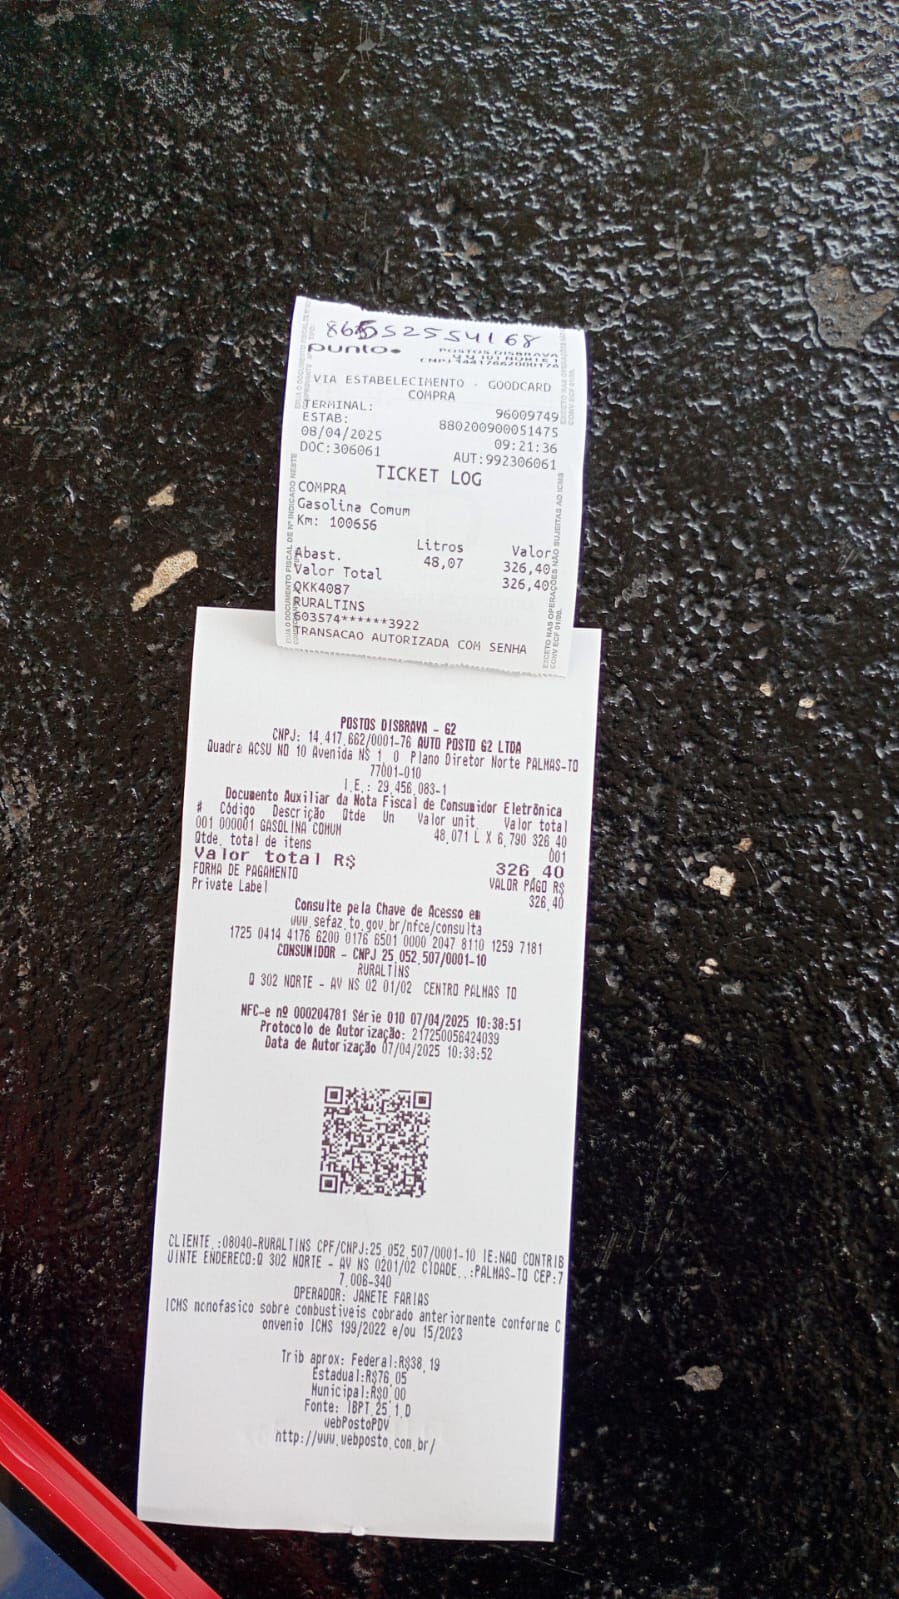 86552554168
punto.
POSTOS DISBRAVA
CNPJ:14417662000176
VIA ESTABELECIMENTO - GOODCARD
COMPRA
TERMINAL: 96009749
ESTAB: 880200900051475
08/04/2025 09:21:36
DOC:306061 AUT:992306061
TICKET LOG
COMPRA
Gasolina Comum
Km: 100656
Litros Valor
Abast. 48,07 326,40
Valor Total 326,40
QKK4087
RURALTINS
603574******3922
TRANSACAO AUTORIZADA COM SENHA
POSTOS DISBRAVA - G2
CNPJ: 14.417.662/0001-76 AUTO POSTO G2 LTDA
Quadra ACSU NO 10 Avenida NS 1 0 Plano Diretor Norte PALMAS-TO
77001-010
I.E.: 29.456.083-1
Documento Auxiliar da Nota Fiscal de Consumidor Eletrônica
# Código Descrição Qtde Un Valor unit. Valor total
001 000001 GASOLINA COMUM 48,071 L X 6,790 326,40
Qtde. total de itens 001
Valor total R$ 326,40
FORMA DE PAGAMENTO VALOR PAGO R$
Private Label 326,40
Consulte pela Chave de Acesso em
www.sefaz.to.gov.br/nfce/consulta
1725 0414 4176 6200 0176 6501 0000 2047 8110 1259 7181
CONSUMIDOR - CNPJ 25.052.507/0001-10
RURALTINS
Q 302 NORTE - AV NS 02 01/02 CENTRO PALMAS TO
NFC-e nº 000204781 Série 010 07/04/2025 10:38:51
Protocolo de Autorização: 217250056424039
Data de Autorização 07/04/2025 10:38:52
CLIENTE.:08040-RURALTINS CPF/CNPJ:25.052.507/0001-10 IE:NAO CONTRIB
UINTE ENDERECO:Q 302 NORTE - AV NS 0201/02 CIDADE..:PALMAS-TO CEP:7
7.006-340
OPERADOR: JANETE FARIAS
ICMS monofasico sobre combustiveis cobrado anteriormente conforme C
onvenio ICMS 199/2022 e/ou 15/2023
Trib aprox: Federal:R$38,19
Estadual:R$76,05
Municipal:R$0,00
Fonte: IBPT 25.1.D
webPostoPDV
http://www.webposto.com.br/